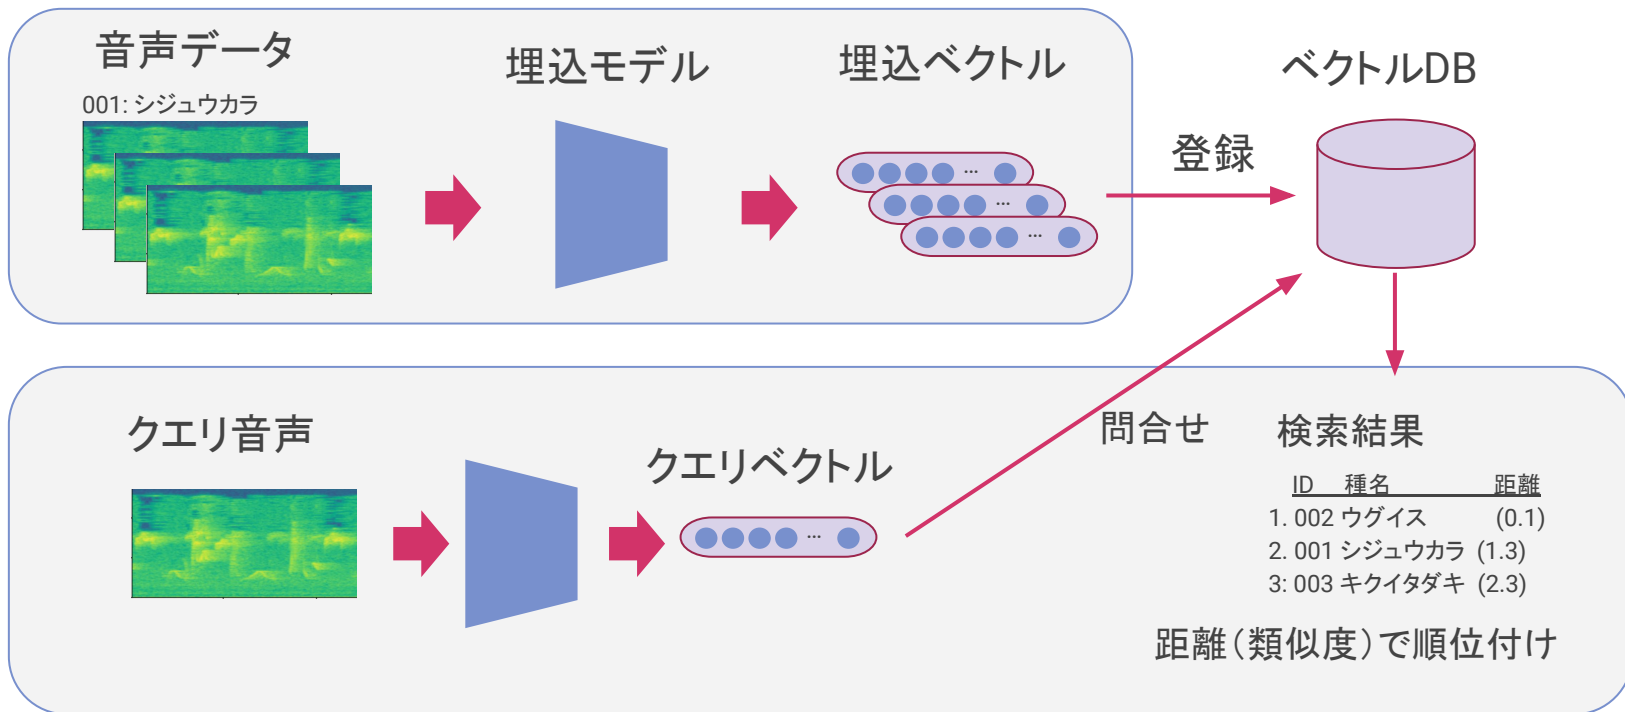 音声データ
埋込モデル
埋込ベクトル
ベクトルDB
001: シジュウカラ
...
...
...
登録
クエリ音声
クエリベクトル
...
問合せ
検索結果
ID 種名 距離
1. 002 ウグイス (0.1)
2. 001 シジュウカラ (1.3)
3: 003 キクイタダキ (2.3)
距離(類似度)で順位付け